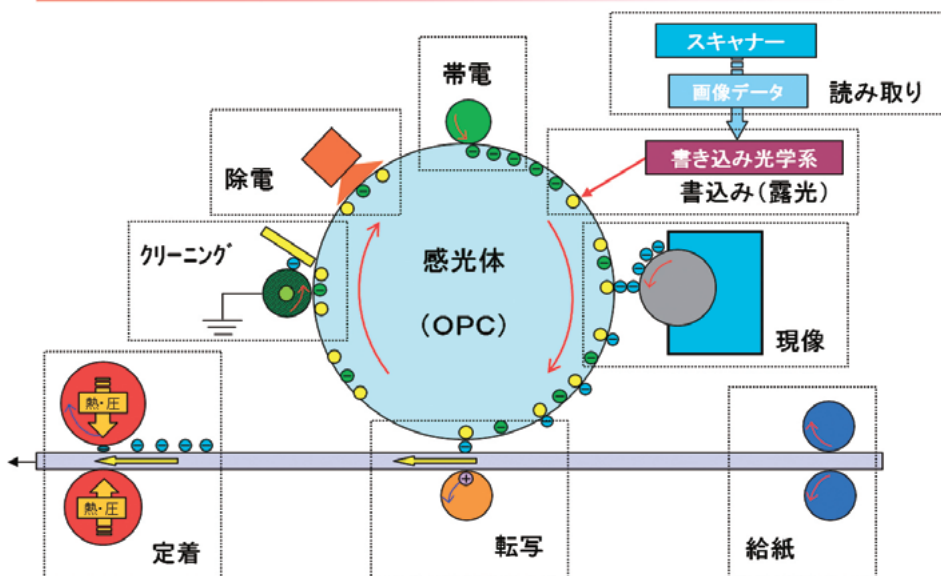 スキャナー
画像データ
読み取り
帯電
書き込み光学系
書込み(露光)
除電
クリーニング
感光体
(OPC)
現像
熱・圧
熱・圧
定着
転写
給紙